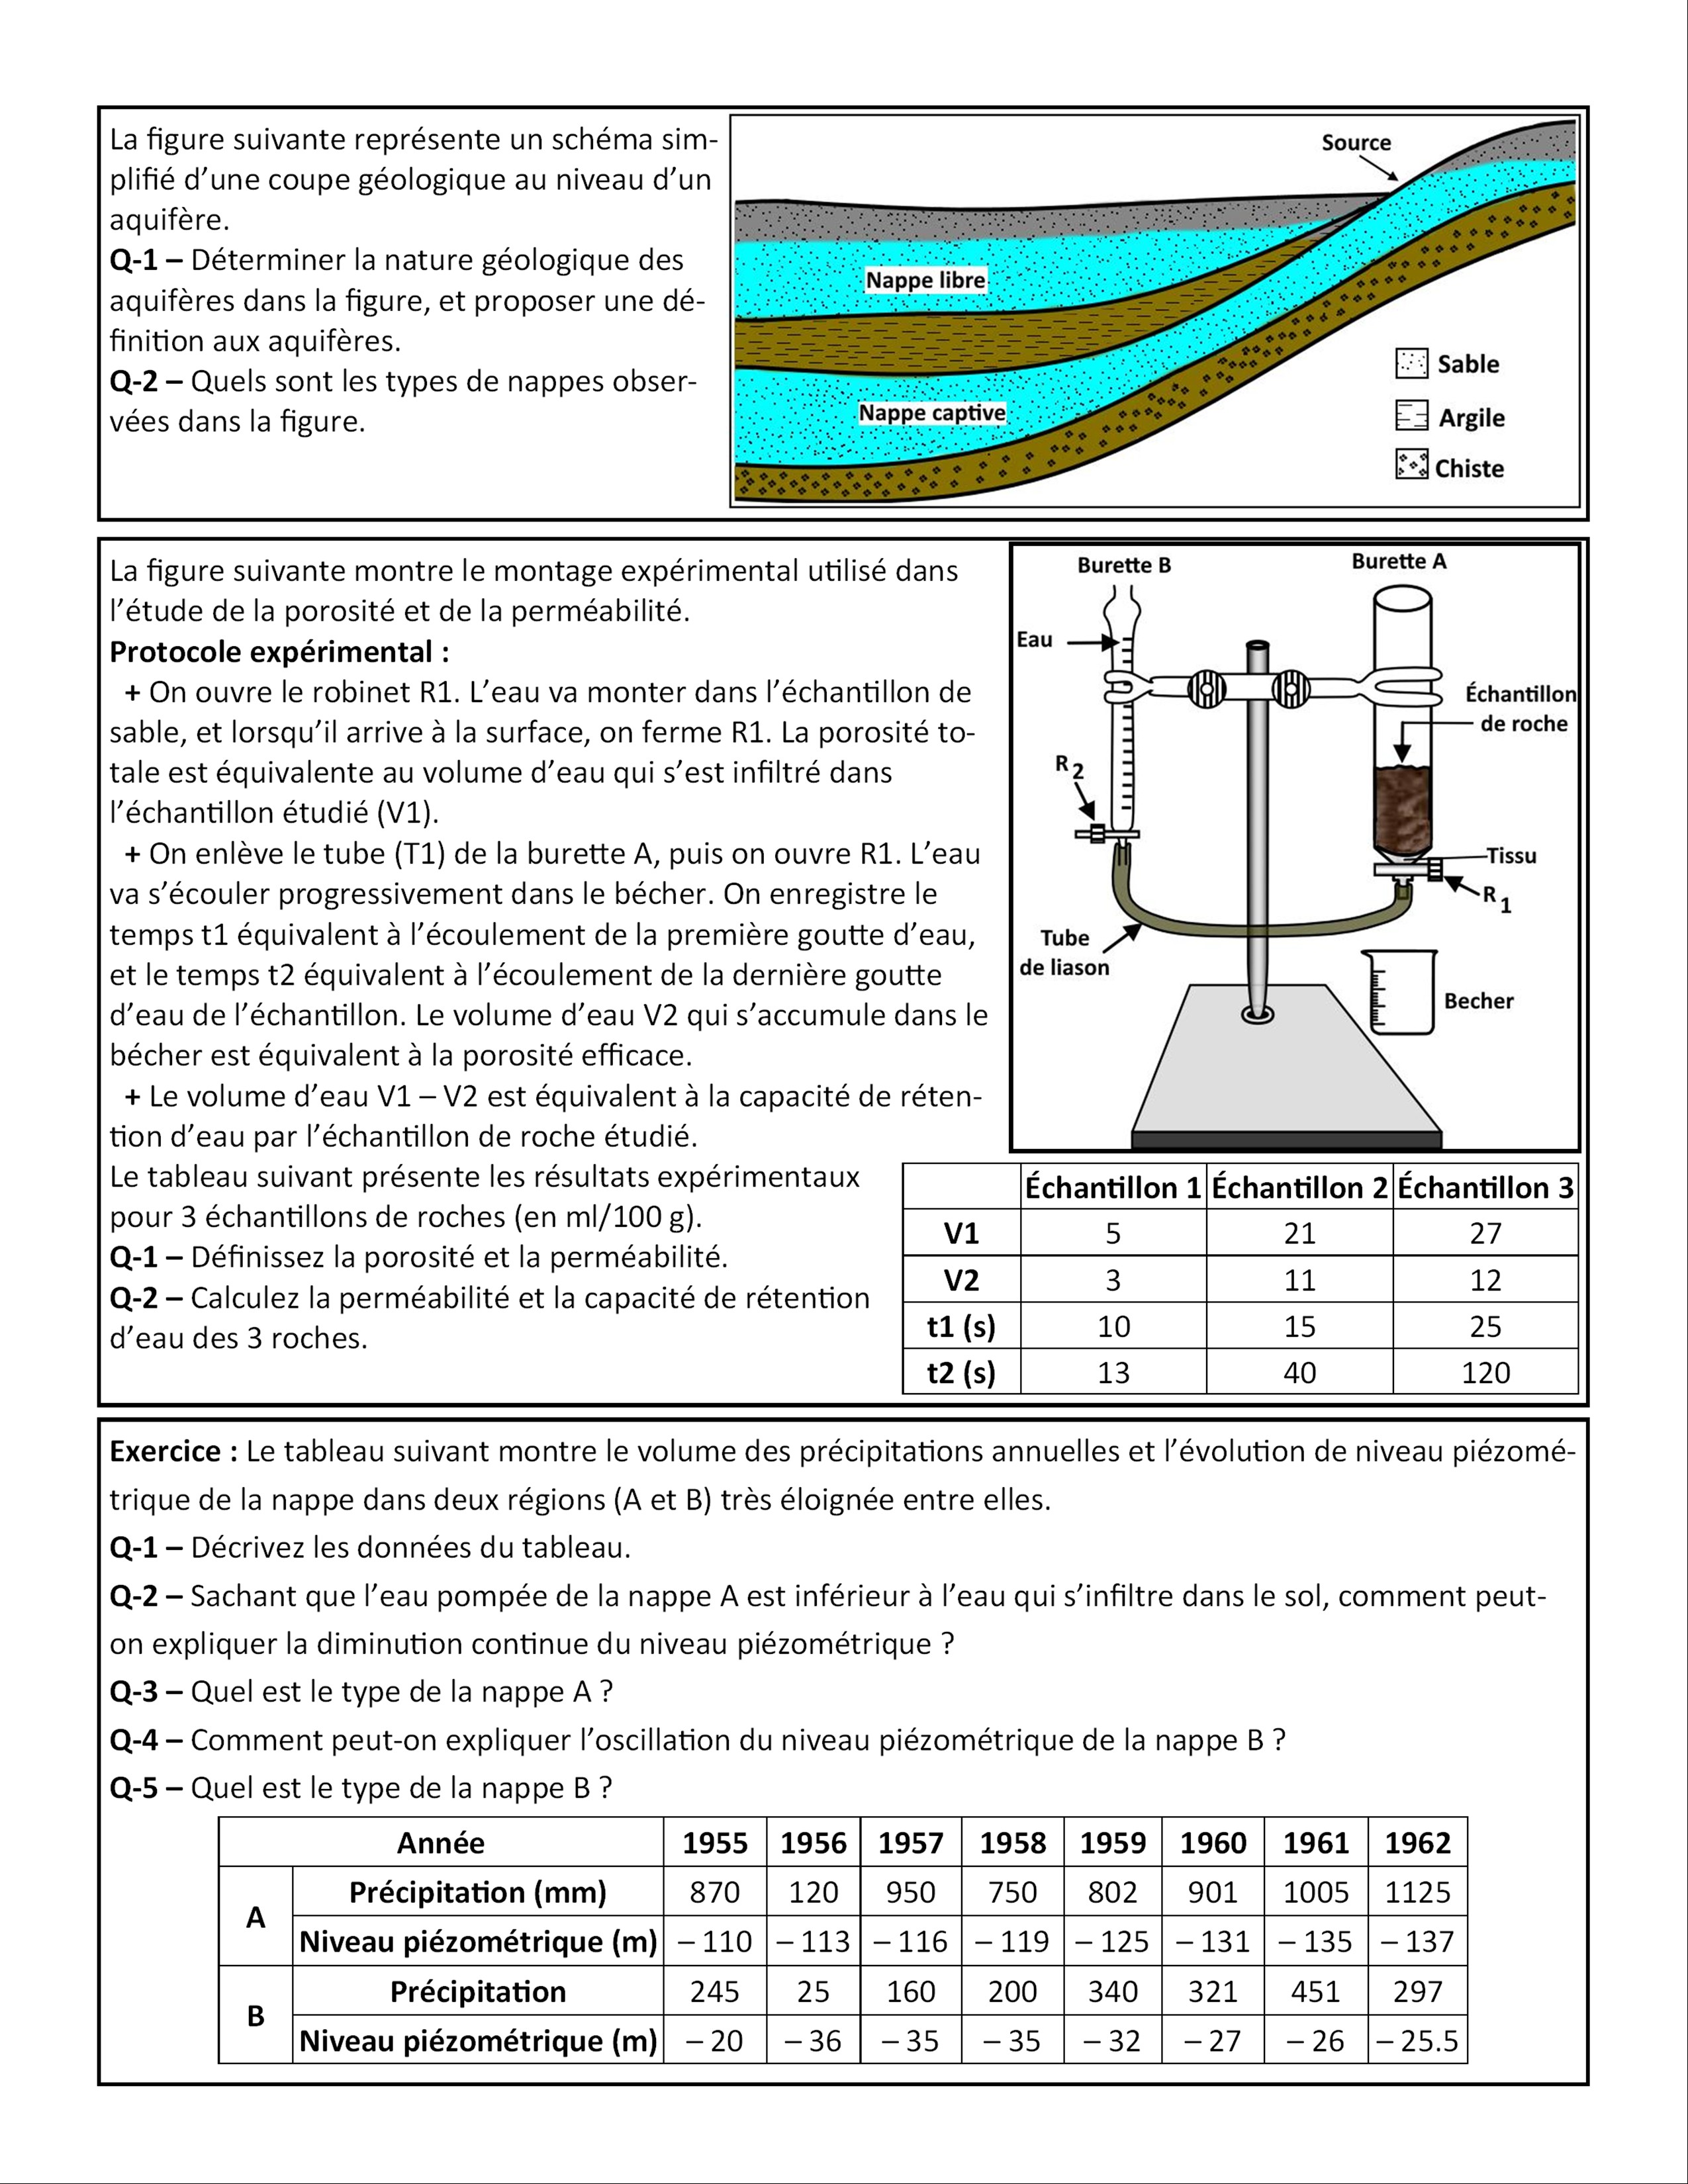 La figure suivante représente un schéma sim-
plifié d’une coupe géologique au niveau d’un
aquifère.
Q-1 – Déterminer la nature géologique des
aquifères dans la figure, et proposer une dé-
finition aux aquifères.
Q-2 – Quels sont les types de nappes obser-
vées dans la figure.
Source
Nappe libre
Nappe captive
Sable
Argile
Chiste
La figure suivante montre le montage expérimental utilisé dans
l’étude de la porosité et de la perméabilité.
Protocole expérimental :
+ On ouvre le robinet R1. L’eau va monter dans l’échantillon de
sable, et lorsqu’il arrive à la surface, on ferme R1. La porosité to-
tale est équivalente au volume d’eau qui s’est infiltré dans
l’échantillon étudié (V1).
+ On enlève le tube (T1) de la burette A, puis on ouvre R1. L’eau
va s’écouler progressivement dans le bécher. On enregistre le
temps t1 équivalent à l’écoulement de la première goutte d’eau,
et le temps t2 équivalent à l’écoulement de la dernière goutte
d’eau de l’échantillon. Le volume d’eau V2 qui s’accumule dans le
bécher est équivalent à la porosité efficace.
+ Le volume d’eau V1 – V2 est équivalent à la capacité de réten-
tion d’eau par l’échantillon de roche étudié.
Le tableau suivant présente les résultats expérimentaux
pour 3 échantillons de roches (en ml/100 g).
Q-1 – Définissez la porosité et la perméabilité.
Q-2 – Calculez la perméabilité et la capacité de rétention
d’eau des 3 roches.
Burette B
Burette A
Eau
Échantillon
de roche
R2
Tissu
R1
Tube
de liason
Becher
Échantillon 1 Échantillon 2 Échantillon 3
V1 5 21 27
V2 3 11 12
t1 (s) 10 15 25
t2 (s) 13 40 120
Exercice : Le tableau suivant montre le volume des précipitations annuelles et l’évolution de niveau piézomé-
trique de la nappe dans deux régions (A et B) très éloignée entre elles.
Q-1 – Décrivez les données du tableau.
Q-2 – Sachant que l’eau pompée de la nappe A est inférieur à l’eau qui s’infiltre dans le sol, comment peut-
on expliquer la diminution continue du niveau piézométrique ?
Q-3 – Quel est le type de la nappe A ?
Q-4 – Comment peut-on expliquer l’oscillation du niveau piézométrique de la nappe B ?
Q-5 – Quel est le type de la nappe B ?
Année 1955 1956 1957 1958 1959 1960 1961 1962
A
Précipitation (mm) 870 120 950 750 802 901 1005 1125
Niveau piézométrique (m) – 110 – 113 – 116 – 119 – 125 – 131 – 135 – 137
B
Précipitation 245 25 160 200 340 321 451 297
Niveau piézométrique (m) – 20 – 36 – 35 – 35 – 32 – 27 – 26 – 25.5